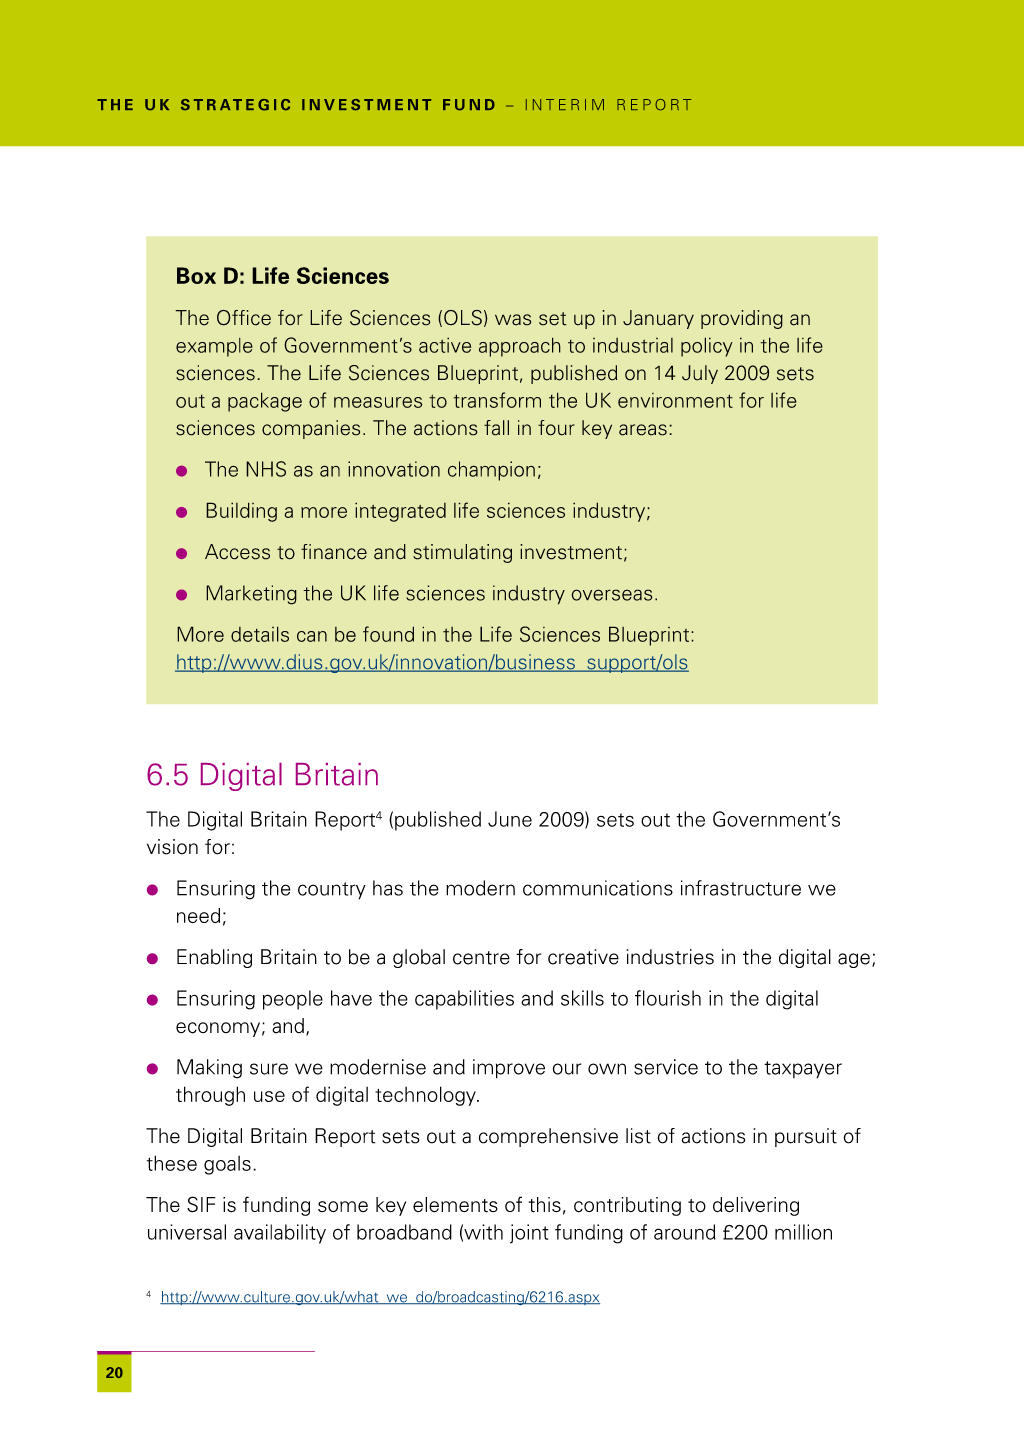 THE UK STRATEGIC INVESTMENT FUND – INTERIM REPORT
Box D: Life Sciences
The Office for Life Sciences (OLS) was set up in January providing an
example of Government’s active approach to industrial policy in the life
sciences. The Life Sciences Blueprint, published on 14 July 2009 sets
out a package of measures to transform the UK environment for life
sciences companies. The actions fall in four key areas:
● The NHS as an innovation champion;
● Building a more integrated life sciences industry;
● Access to finance and stimulating investment;
● Marketing the UK life sciences industry overseas.
More details can be found in the Life Sciences Blueprint:
http://www.dius.gov.uk/innovation/business_support/ols
6.5 Digital Britain
The Digital Britain Report⁴ (published June 2009) sets out the Government’s
vision for:
● Ensuring the country has the modern communications infrastructure we
need;
● Enabling Britain to be a global centre for creative industries in the digital age;
● Ensuring people have the capabilities and skills to flourish in the digital
economy; and,
● Making sure we modernise and improve our own service to the taxpayer
through use of digital technology.
The Digital Britain Report sets out a comprehensive list of actions in pursuit of
these goals.
The SIF is funding some key elements of this, contributing to delivering
universal availability of broadband (with joint funding of around £200 million
⁴ http://www.culture.gov.uk/what_we_do/broadcasting/6216.aspx
20